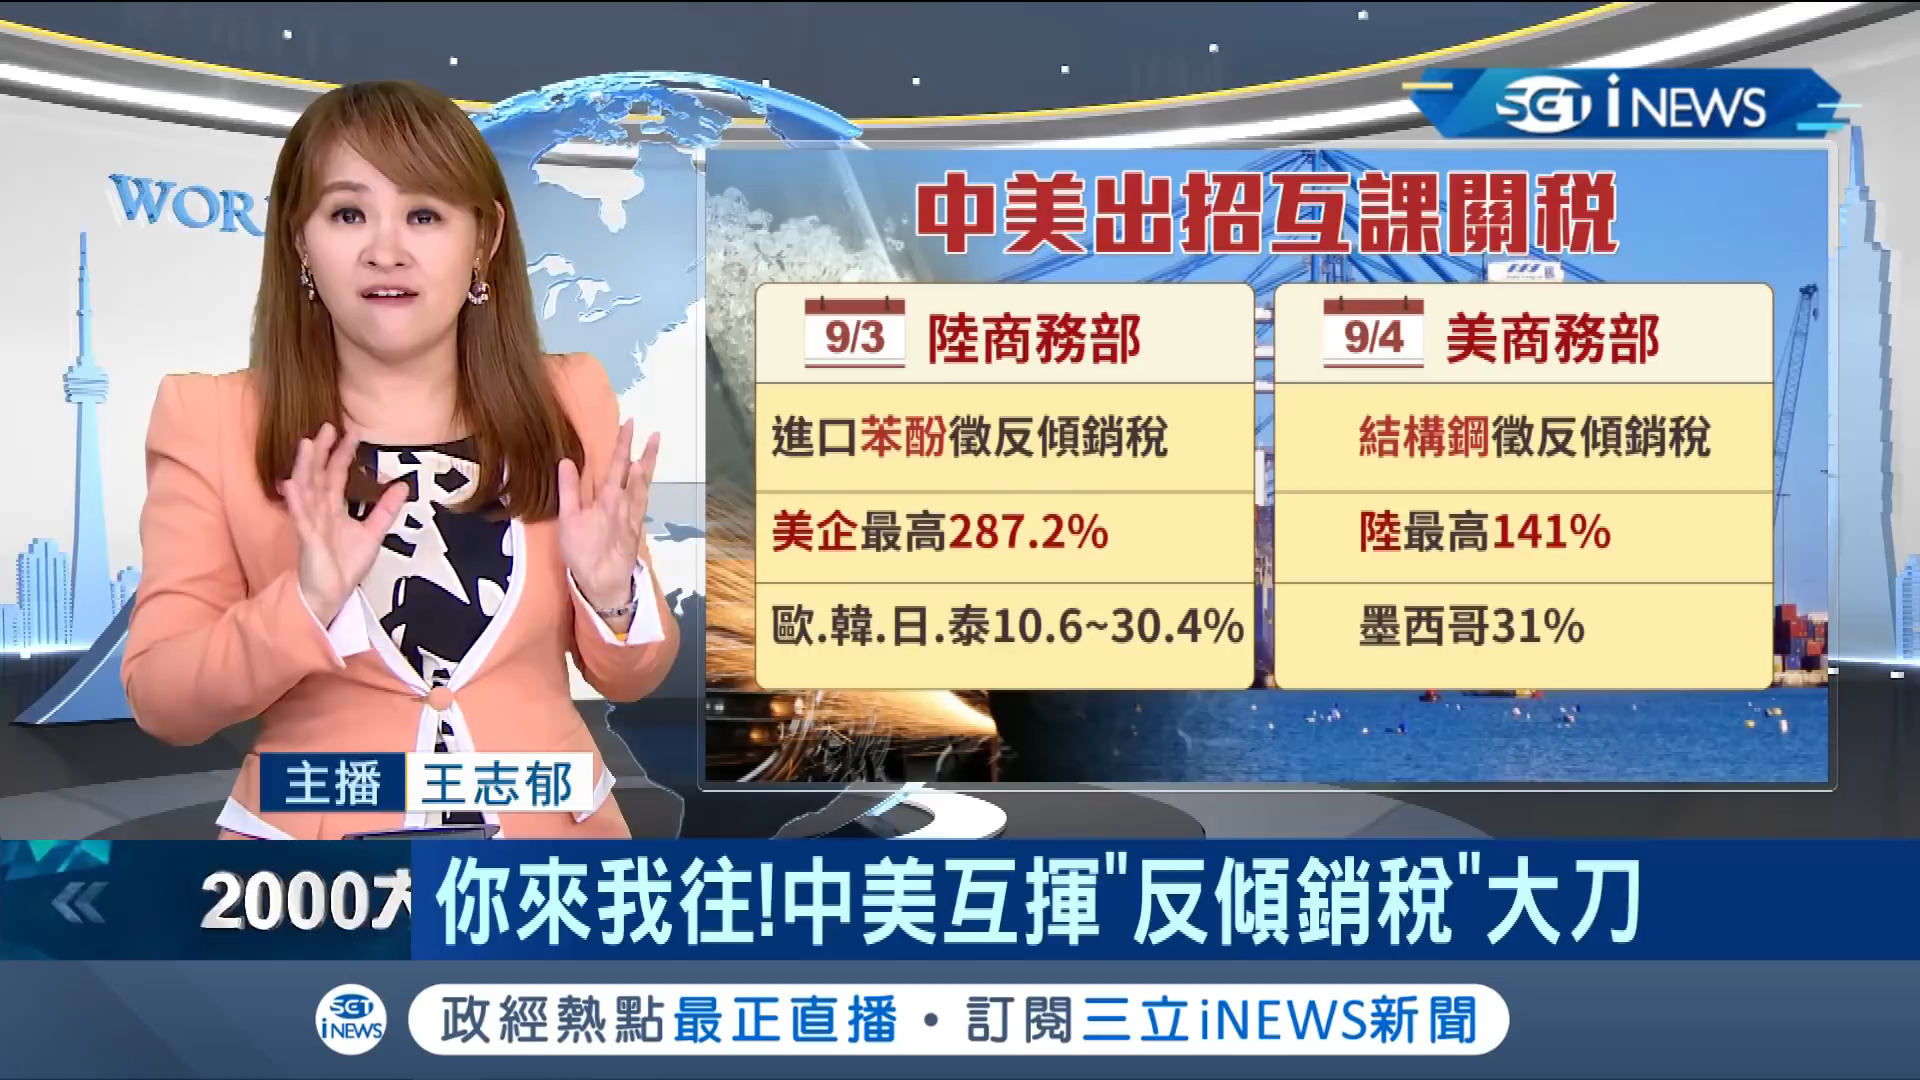 SET iNEWS
WOR
中美出招互課關稅
9/3 陸商務部
進口苯酚徵反傾銷稅
美企最高287.2%
歐.韓.日.泰10.6~30.4%
9/4 美商務部
結構鋼徵反傾銷稅
陸最高141%
墨西哥31%
主播 王志郁
2000大
你來我往!中美互揮"反傾銷稅"大刀
SET iNEWS
政經熱點最正直播・訂閱三立iNEWS新聞